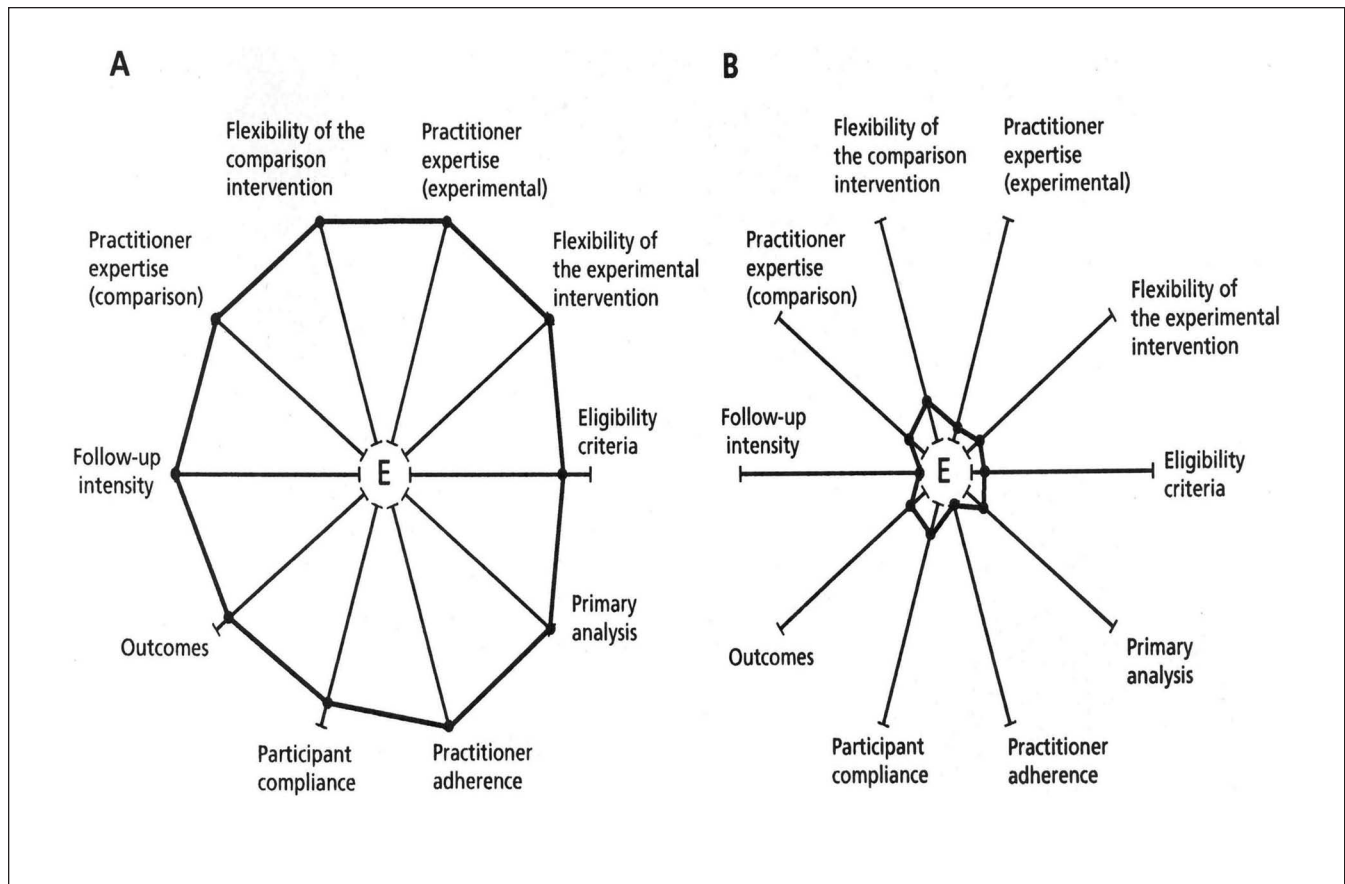 A
Flexibility of the
comparison
intervention
Practitioner
expertise
(experimental)
Practitioner
expertise
(comparison)
Flexibility of
the experimental
intervention
Follow-up
intensity
E
Eligibility
criteria
Outcomes
Primary
analysis
Participant
compliance
Practitioner
adherence
B
Flexibility of
the comparison
intervention
Practitioner
expertise
(experimental)
Practitioner
expertise
(comparison)
Flexibility of
the experimental
intervention
Follow-up
intensity
E
Eligibility
criteria
Outcomes
Primary
analysis
Participant
compliance
Practitioner
adherence